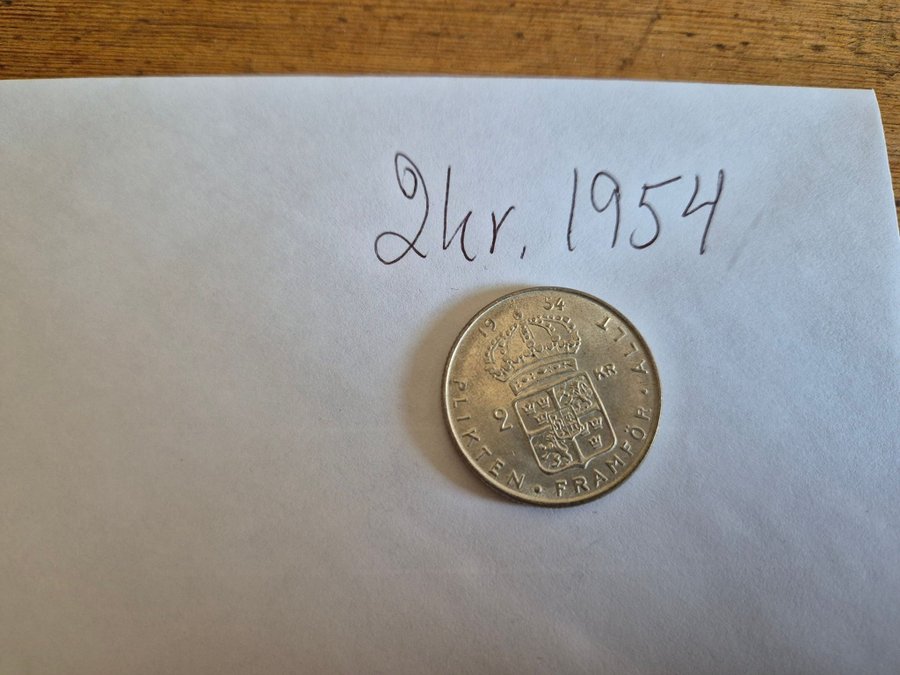 2kr. 1954
19 54
2 KR
PLIKTEN • FRAMFÖR • ALLT